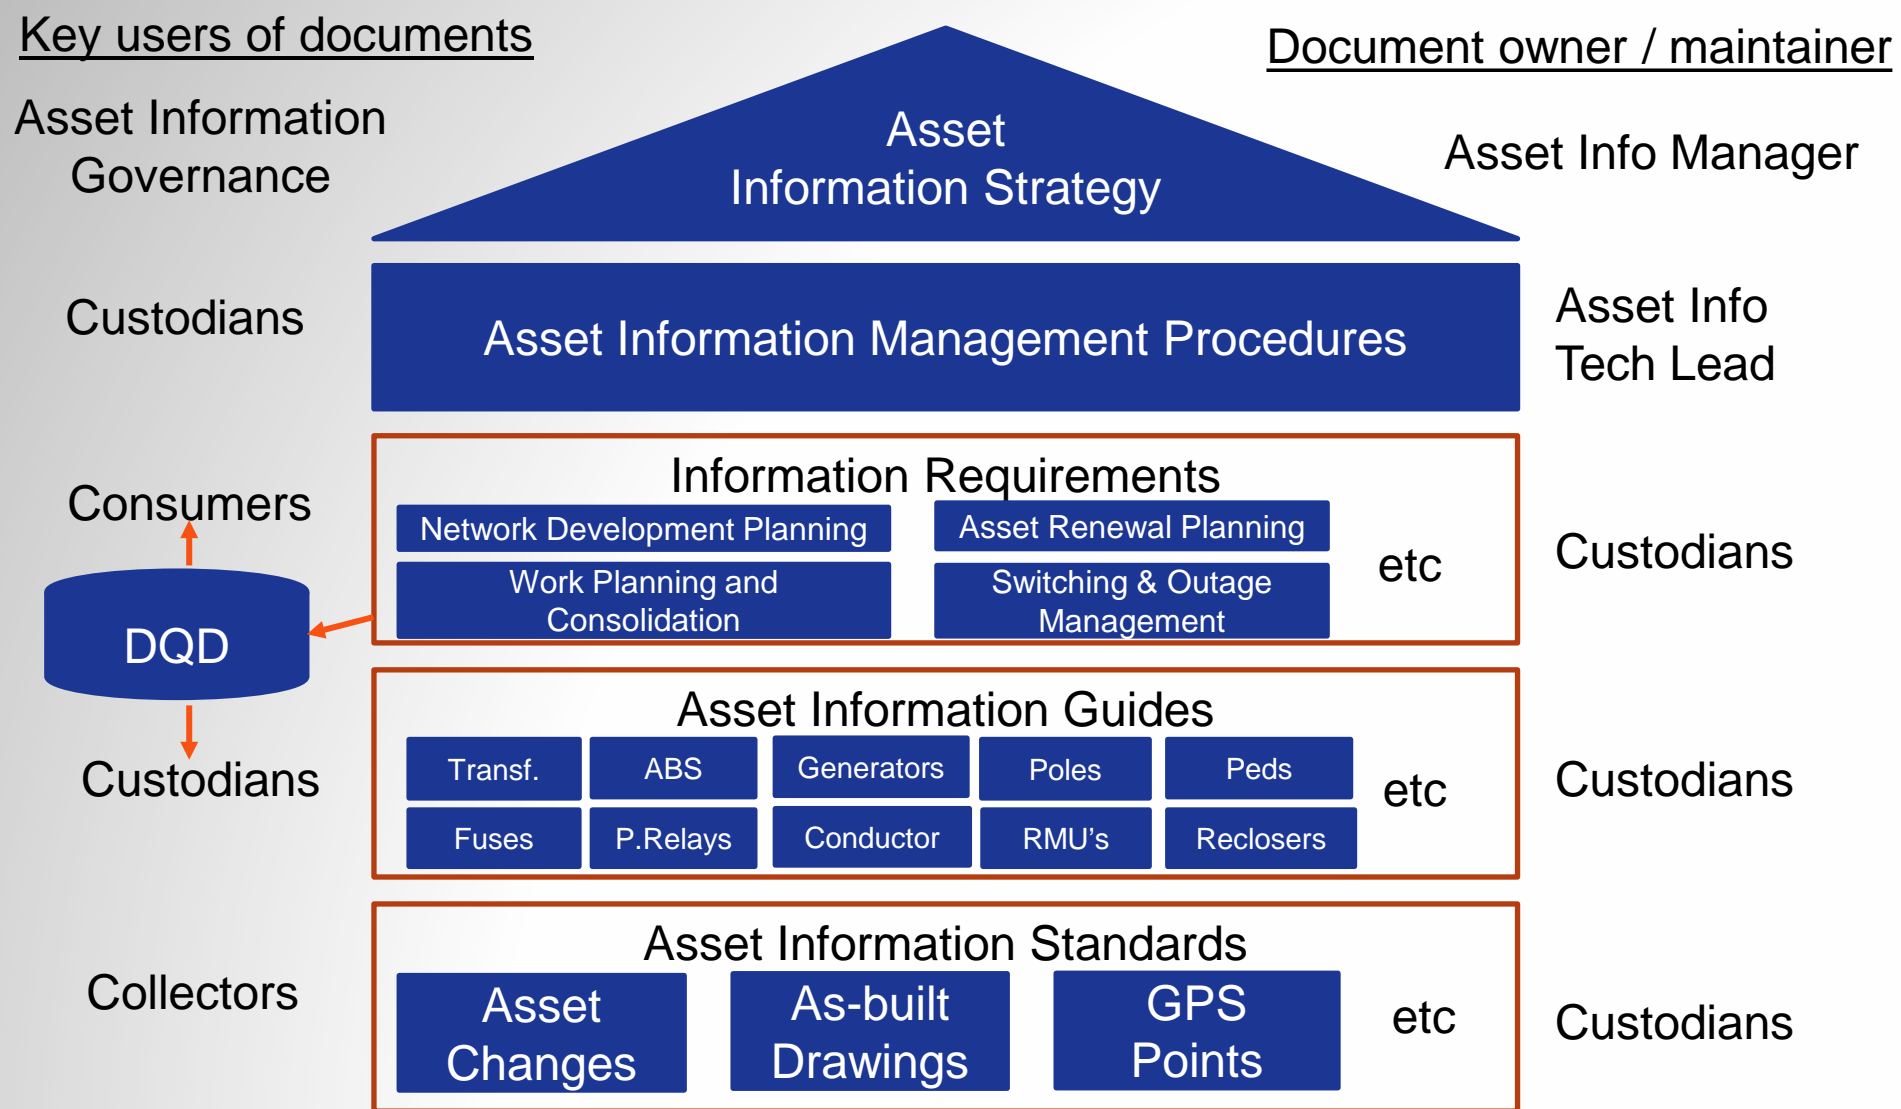 Key users of documents
Document owner / maintainer
Asset Information
Governance
Asset
Information Strategy
Asset Info Manager
Custodians
Asset Information Management Procedures
Asset Info
Tech Lead
Consumers
Information Requirements
Network Development Planning
Asset Renewal Planning
Work Planning and
Consolidation
Switching & Outage
Management
etc
Custodians
DQD
Custodians
Asset Information Guides
Transf.
ABS
Generators
Poles
Peds
Fuses
P.Relays
Conductor
RMU’s
Reclosers
etc
Custodians
Collectors
Asset Information Standards
Asset
Changes
As-built
Drawings
GPS
Points
etc
Custodians